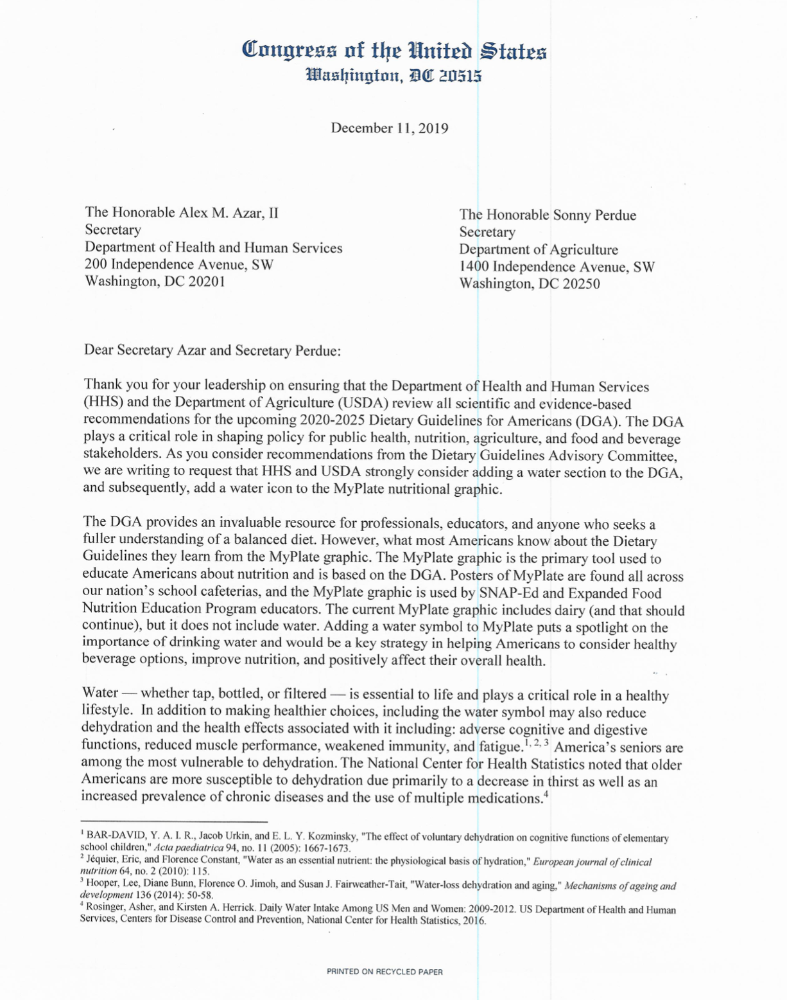 Congress of the United States
Washington, DC 20515
December 11, 2019
The Honorable Alex M. Azar, II
Secretary
Department of Health and Human Services
200 Independence Avenue, SW
Washington, DC 20201
The Honorable Sonny Perdue
Secretary
Department of Agriculture
1400 Independence Avenue, SW
Washington, DC 20250
Dear Secretary Azar and Secretary Perdue:
Thank you for your leadership on ensuring that the Department of Health and Human Services
(HHS) and the Department of Agriculture (USDA) review all scientific and evidence-based
recommendations for the upcoming 2020-2025 Dietary Guidelines for Americans (DGA). The DGA
plays a critical role in shaping policy for public health, nutrition, agriculture, and food and beverage
stakeholders. As you consider recommendations from the Dietary Guidelines Advisory Committee,
we are writing to request that HHS and USDA strongly consider adding a water section to the DGA,
and subsequently, add a water icon to the MyPlate nutritional graphic.
The DGA provides an invaluable resource for professionals, educators, and anyone who seeks a
fuller understanding of a balanced diet. However, what most Americans know about the Dietary
Guidelines they learn from the MyPlate graphic. The MyPlate graphic is the primary tool used to
educate Americans about nutrition and is based on the DGA. Posters of MyPlate are found all across
our nation's school cafeterias, and the MyPlate graphic is used by SNAP-Ed and Expanded Food
Nutrition Education Program educators. The current MyPlate graphic includes dairy (and that should
continue), but it does not include water. Adding a water symbol to MyPlate puts a spotlight on the
importance of drinking water and would be a key strategy in helping Americans to consider healthy
beverage options, improve nutrition, and positively affect their overall health.
Water — whether tap, bottled, or filtered — is essential to life and plays a critical role in a healthy
lifestyle.  In addition to making healthier choices, including the water symbol may also reduce
dehydration and the health effects associated with it including: adverse cognitive and digestive
functions, reduced muscle performance, weakened immunity, and fatigue.1, 2, 3 America's seniors are
among the most vulnerable to dehydration. The National Center for Health Statistics noted that older
Americans are more susceptible to dehydration due primarily to a decrease in thirst as well as an
increased prevalence of chronic diseases and the use of multiple medications.4
1 BAR-DAVID, Y. A. I. R., Jacob Urkin, and E. L. Y. Kozminsky, "The effect of voluntary dehydration on cognitive functions of elementary
school children," Acta paediatrica 94, no. 11 (2005): 1667-1673.
2 Jéquier, Eric, and Florence Constant, "Water as an essential nutrient: the physiological basis of hydration," European journal of clinical
nutrition 64, no. 2 (2010): 115.
3 Hooper, Lee, Diane Bunn, Florence O. Jimoh, and Susan J. Fairweather-Tait, "Water-loss dehydration and aging," Mechanisms of ageing and
development 136 (2014): 50-58.
4 Rosinger, Asher, and Kirsten A. Herrick. Daily Water Intake Among US Men and Women: 2009-2012. US Department of Health and Human
Services, Centers for Disease Control and Prevention, National Center for Health Statistics, 2016.
PRINTED ON RECYCLED PAPER